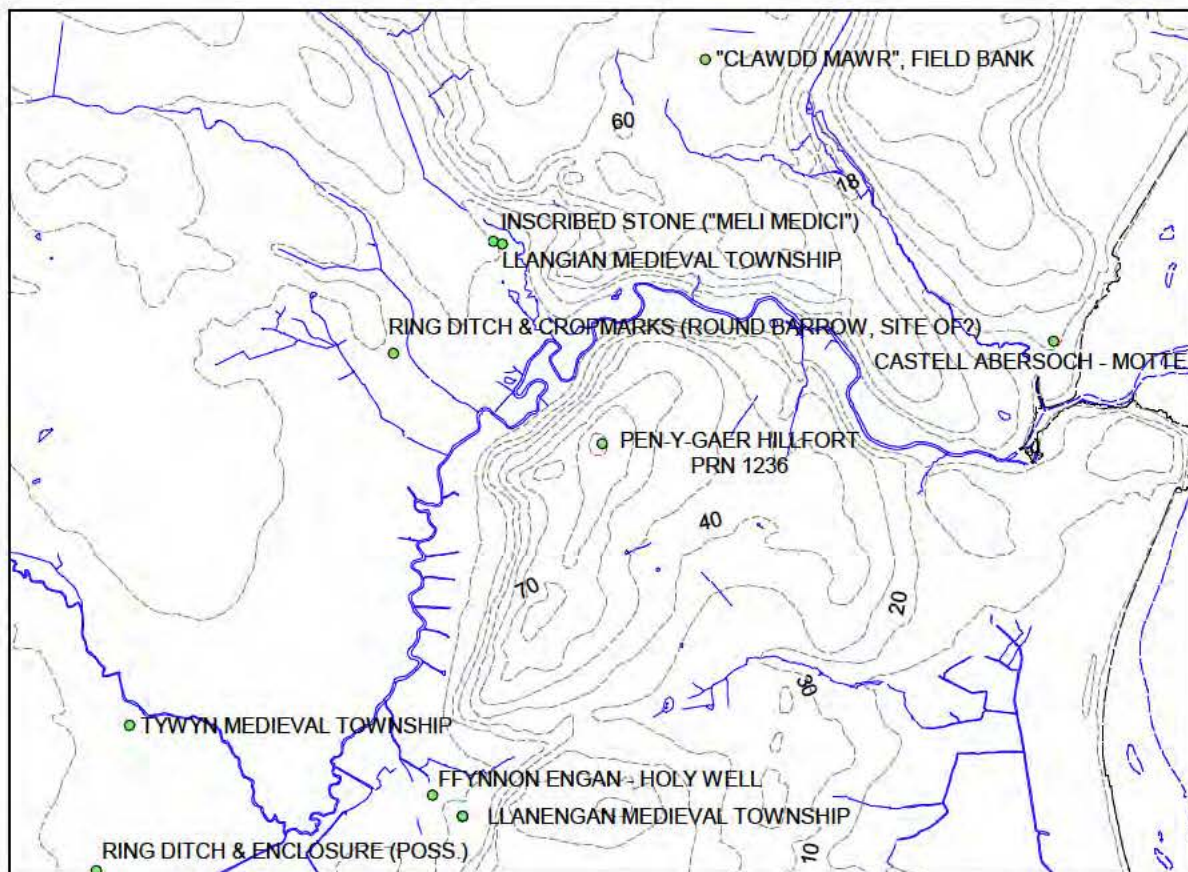 "CLAWDD MAWR", FIELD BANK
60
18
INSCRIBED STONE ("MELI MEDICI")
LLANGIAN MEDIEVAL TOWNSHIP
RING DITCH & CROPMARKS (ROUND BARROW, SITE OF?)
CASTELL ABERSOCH - MOTTE
PEN-Y-GAER HILLFORT
PRN 1236
40
70
20
30
TYWYN MEDIEVAL TOWNSHIP
FFYNNON ENGAN - HOLY WELL
LLANENGAN MEDIEVAL TOWNSHIP
RING DITCH & ENCLOSURE (POSS.)
10